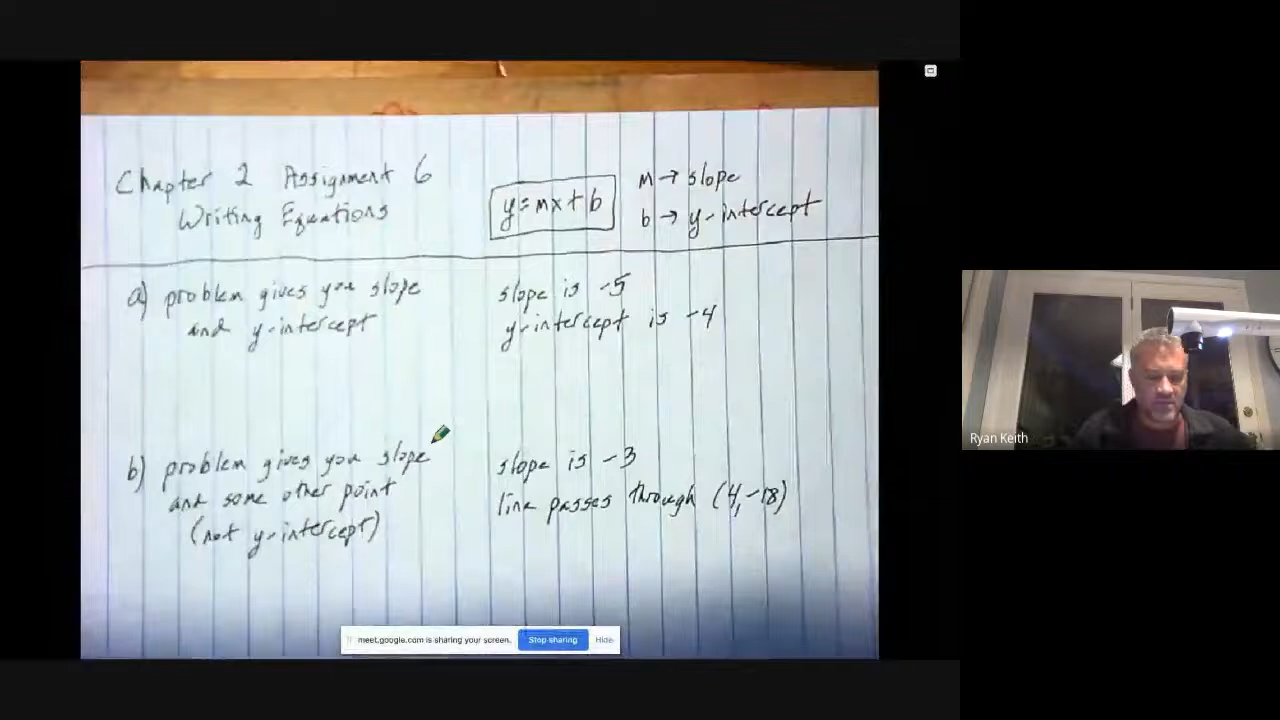 Chapter 2 Assignment 6
Writing Equations
y=mx+b
m → slope
b → y-intercept
a) problem gives you slope
and y-intercept
slope is -5
y-intercept is -4
b) problem gives you slope
and some other point
(not y-intercept)
slope is -3
line passes through (4,-18)
meet.google.com is sharing your screen.
Stop sharing
Hide
Ryan Keith